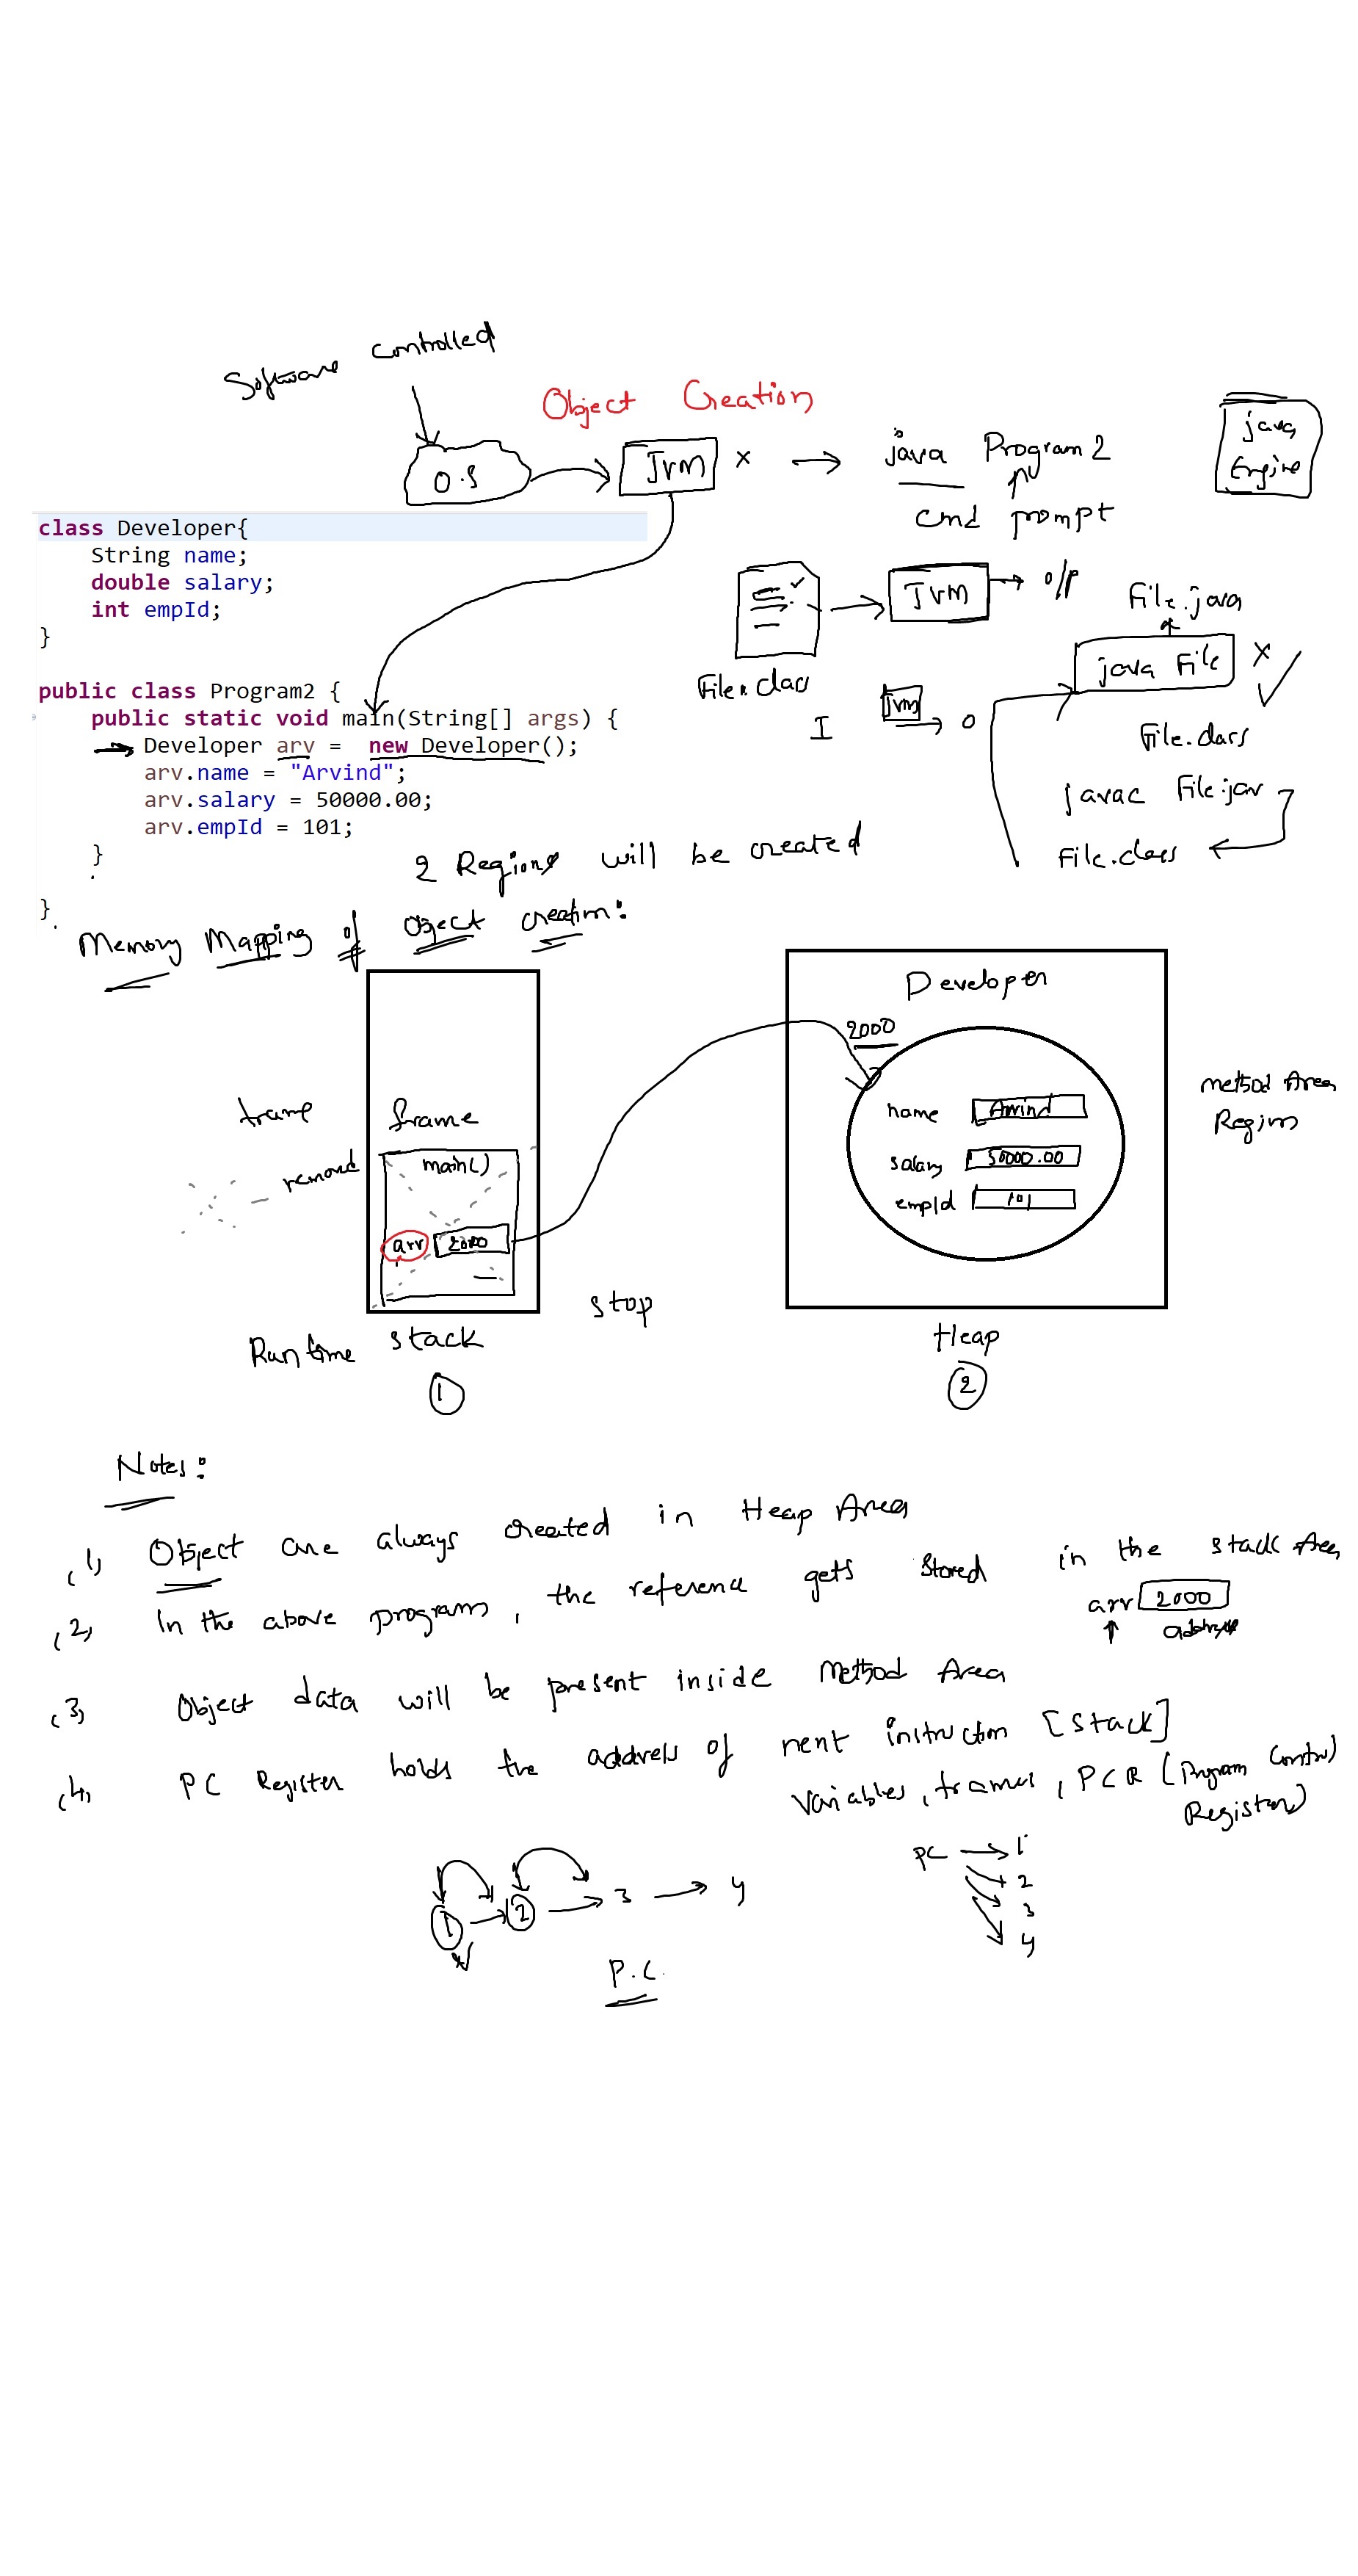 Software controlled
Object Creation
O.S
Jvm
x
java Program 2
cmd prompt
java
Engine
class Developer{
String name;
double salary;
int empId;
}
public class Program2 {
public static void main(String[] args) {
Developer arv = new Developer();
arv.name = "Arvind";
arv.salary = 50000.00;
arv.empId = 101;
}
}
Jvm
o/p
File.java
java File
x
File.class
I
Jvm
O
File.class
javac File.jav
File.class
2 Regions will be created
Memory Mapping of Object creation:
Developer
2000
name Arvind
salary 50000.00
empId 101
Method Area
Region
frame
frame
removed
main()
arv 2000
stop
Runtime stack
1
Heap
2
Notes:
(1) Object are always created in Heap Area
(2) In the above program, the reference gets stored in the stack Area
arv 2000
address
(3) Object data will be present inside Method Area
(4) PC Register holds the address of next instruction [stack]
Variables, frames, PCR (Program Control
Register)
1 2 3 4
PC 1
2
3
4
P.C.